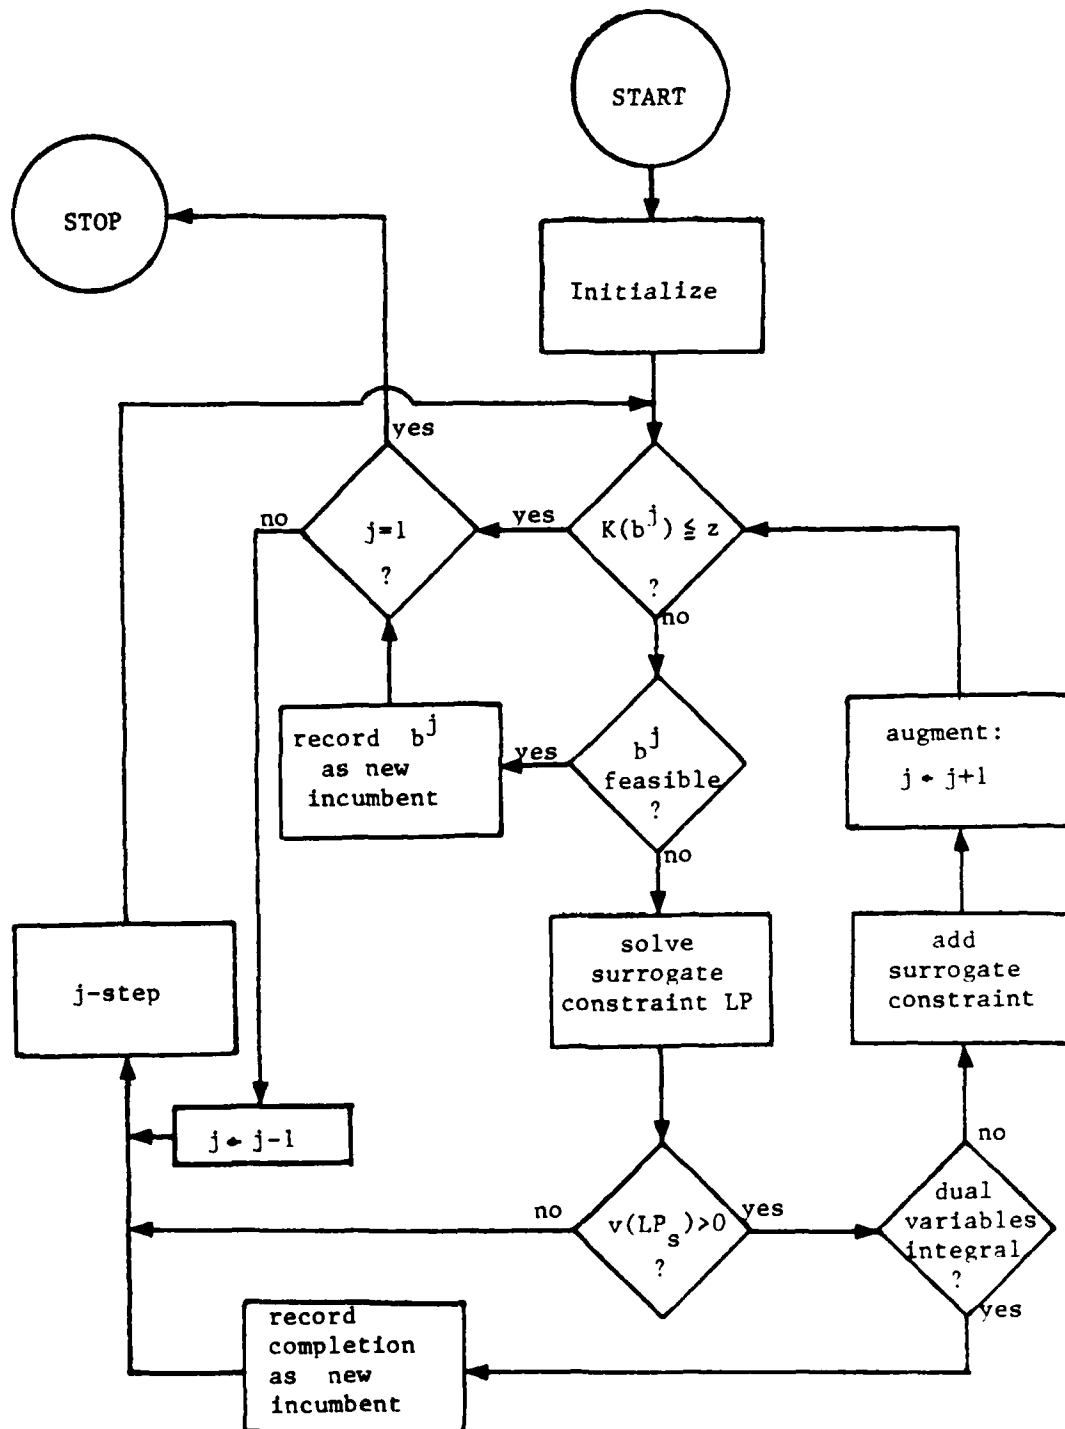 START
STOP
Initialize
yes
no
j=1
?
yes
K(b^j) ≦ z
?
no
record b^j
as new
incumbent
yes
b^j
feasible
?
no
augment:
j ← j+1
j-step
solve
surrogate
constraint LP
add
surrogate
constraint
j ← j-1
no
v(LP_s)>0
?
yes
no
dual
variables
integral
?
yes
record
completion
as new
incumbent